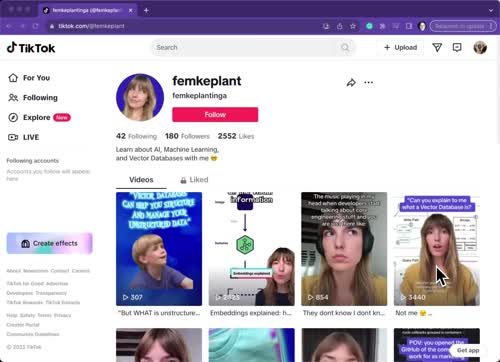 femkeplantinga (@femkeplant
tiktok.com/@femkeplant
Relaunch to update
TikTok
Search
+ Upload
For You
Following
Explore New
LIVE
Following accounts
Accounts you follow will appear here
Create effects
About Newsroom Contact Careers
TikTok for Good Advertise
Developers Transparency
TikTok Rewards TikTok Embeds
Help Safety Terms Privacy
Creator Portal
Community Guidelines
© 2023 TikTok
femkeplant
femkeplantinga
Follow
42 Following 180 Followers 2552 Likes
Learn about AI, Machine Learning,
and Vector Databases with me
Videos
Liked
"VECTOR DATABASES
CAN HELP YOU STRUCTURE
AND MANAGE YOUR
UNSTRUCTURED DATA"
307
"But WHAT is unstructure...
information
Embeddings explained
Embeddings explained: h...
The music playing in my
head when developers start
talking about cool
engineering stuff and you
are just there like:
854
They dont know I dont kn...
"Can you explain to me
what a Vector Database is?
3440
Not me
POV: you opened the
GitHub of the company
work for as marketing
Get app